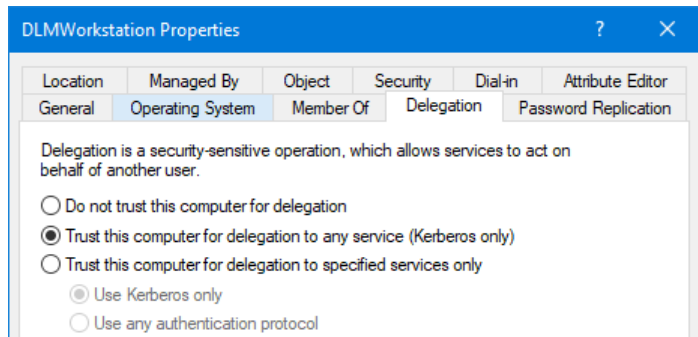 DLMWorkstation Properties ? ×
Location Managed By Object Security Dial-in Attribute Editor
General Operating System Member Of Delegation Password Replication
Delegation is a security-sensitive operation, which allows services to act on
behalf of another user.
Do not trust this computer for delegation
Trust this computer for delegation to any service (Kerberos only)
Trust this computer for delegation to specified services only
Use Kerberos only
Use any authentication protocol